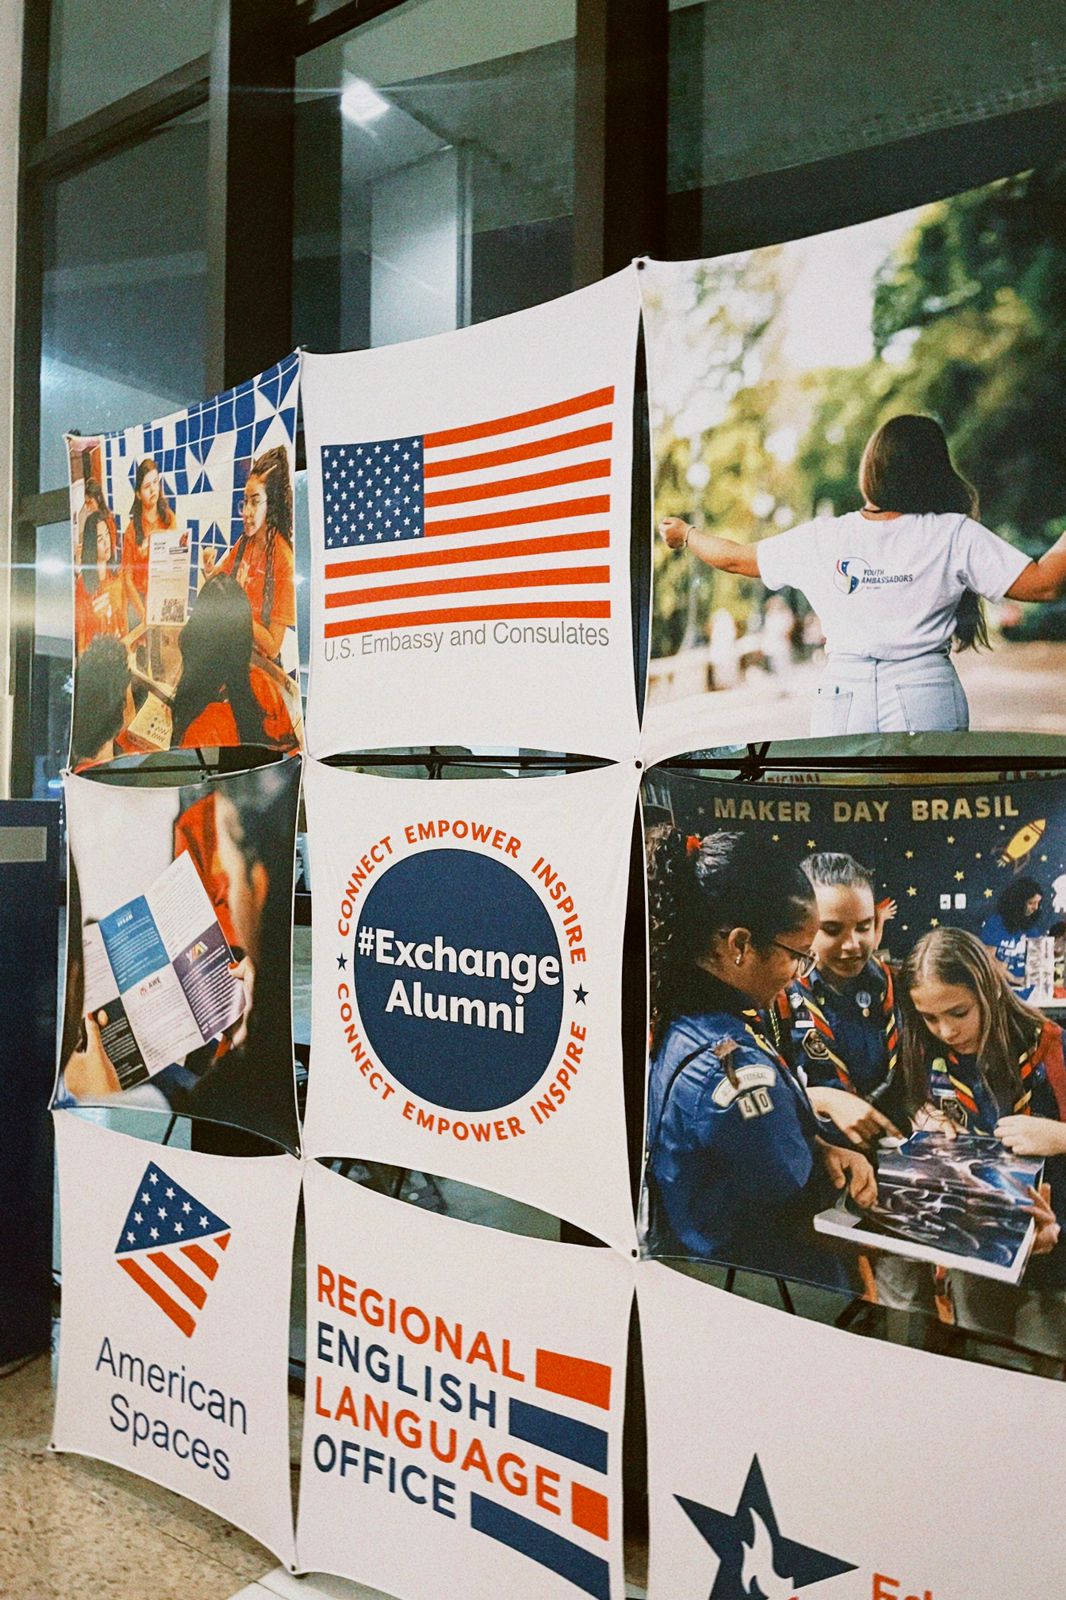 U.S. Embassy and Consulates
YOUTH
AMBASSADORS
MAKER DAY BRASIL
CONNECT EMPOWER INSPIRE
#Exchange
Alumni
CONNECT EMPOWER INSPIRE
40
American
Spaces
REGIONAL
ENGLISH
LANGUAGE
OFFICE